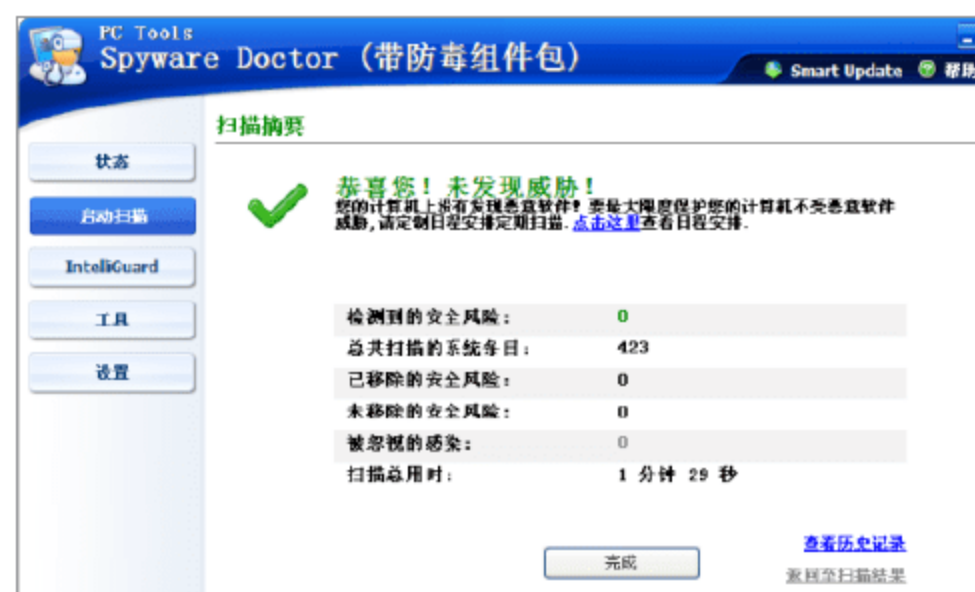 PC Tools
Spyware Doctor (带防毒组件包)
Smart Update 帮助
扫描摘要
状态
启动扫描
IntelliGuard
工具
设置
恭喜您! 未发现威胁!
您的计算机上没有发现恶意软件! 要最大限度保护您的计算机不受恶意软件
威胁, 请定制日程安排定期扫描. 点击这里查看日程安排.
检测到的安全风险: 0
总共扫描的系统条目: 423
已移除的安全风险: 0
未移除的安全风险: 0
被忽视的感染: 0
扫描总用时: 1 分钟 29 秒
查看历史记录
完成
返回至扫描结果